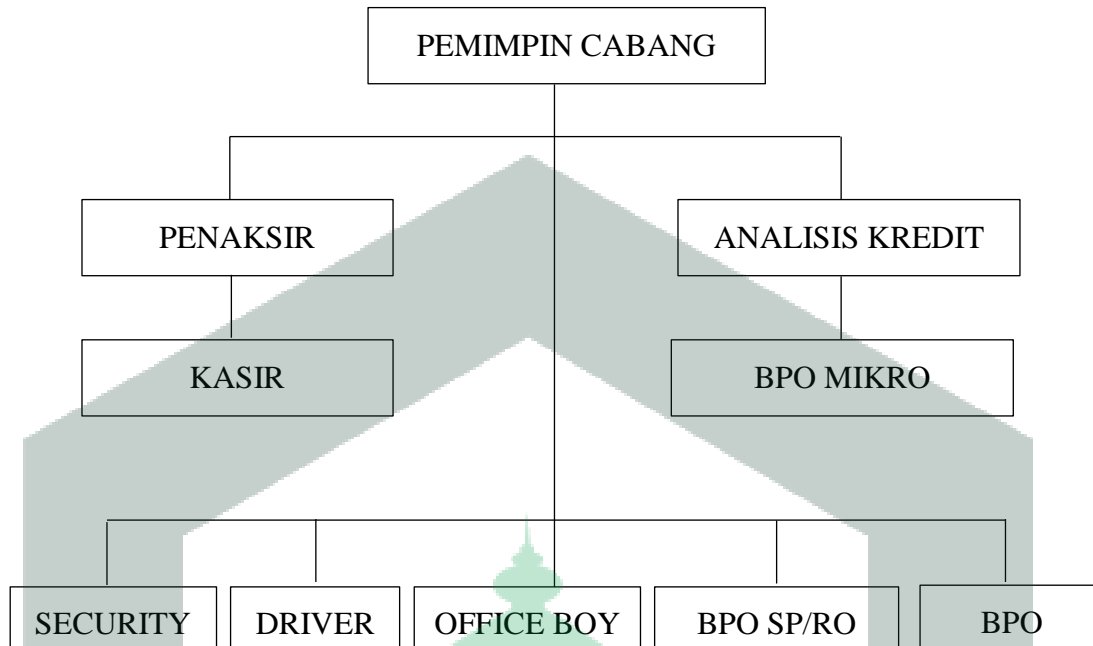 PEMIMPIN CABANG
PENAKSIR
ANALISIS KREDIT
KASIR
BPO MIKRO
SECURITY
DRIVER
OFFICE BOY
BPO SP/RO
BPO